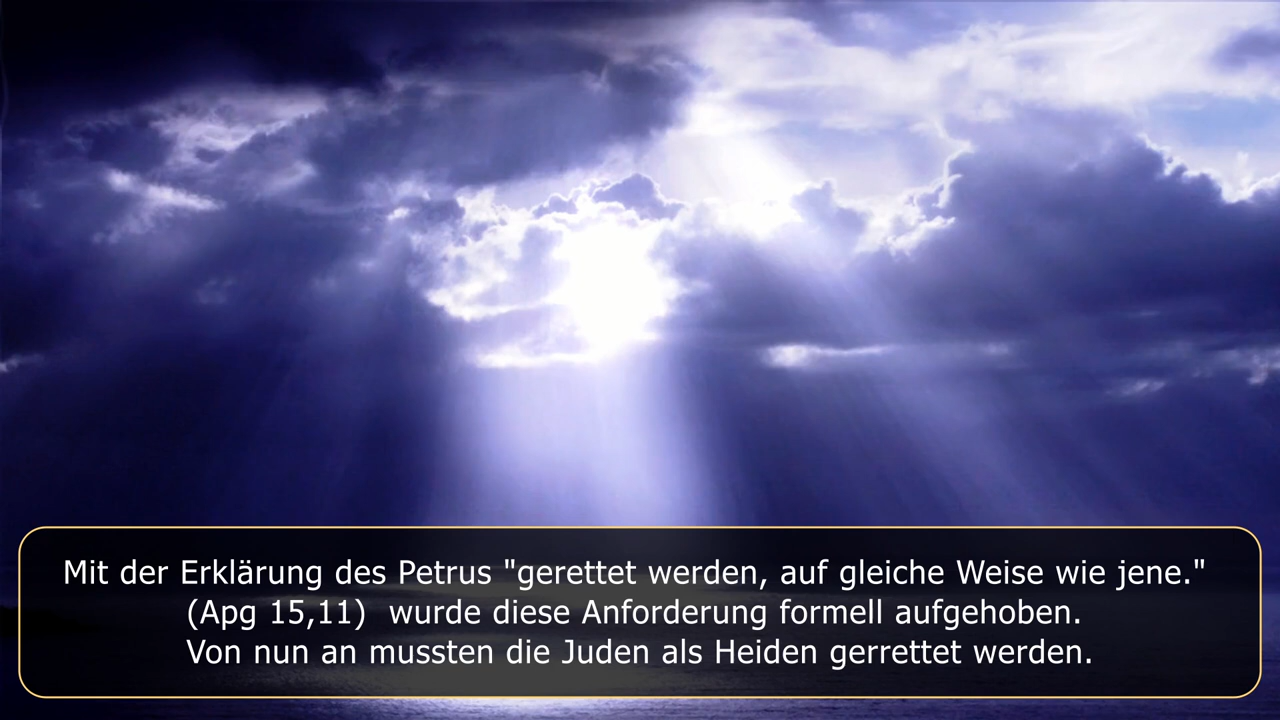 Mit der Erklärung des Petrus "gerettet werden, auf gleiche Weise wie jene."
(Apg 15,11)  wurde diese Anforderung formell aufgehoben.
Von nun an mussten die Juden als Heiden gerrettet werden.